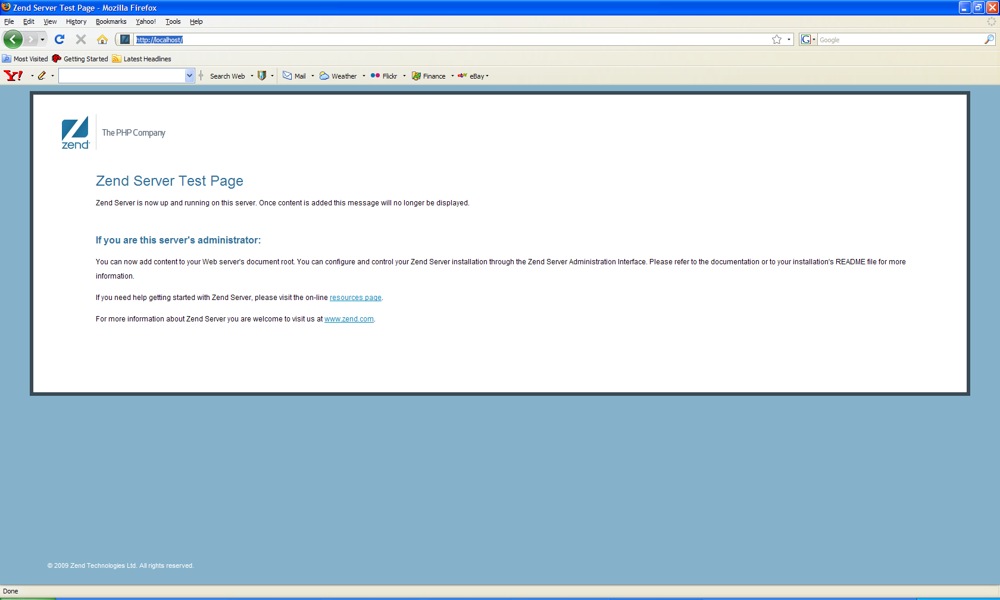 Zend Server Test Page - Mozilla Firefox
File Edit View History Bookmarks Yahoo! Tools Help
http://localhost/ G Google
Most Visited Getting Started Latest Headlines
Y! Search Web Mail Weather Flickr Finance ebY eBay
zend The PHP Company
Zend Server Test Page
Zend Server is now up and running on this server. Once content is added this message will no longer be displayed.
If you are this server's administrator:
You can now add content to your Web server's document root. You can configure and control your Zend Server installation through the Zend Server Administration Interface. Please refer to the documentation or to your installation's README file for more
information.
If you need help getting started with Zend Server, please visit the on-line resources page.
For more information about Zend Server you are welcome to visit us at www.zend.com.
© 2009 Zend Technologies Ltd. All rights reserved.
Done